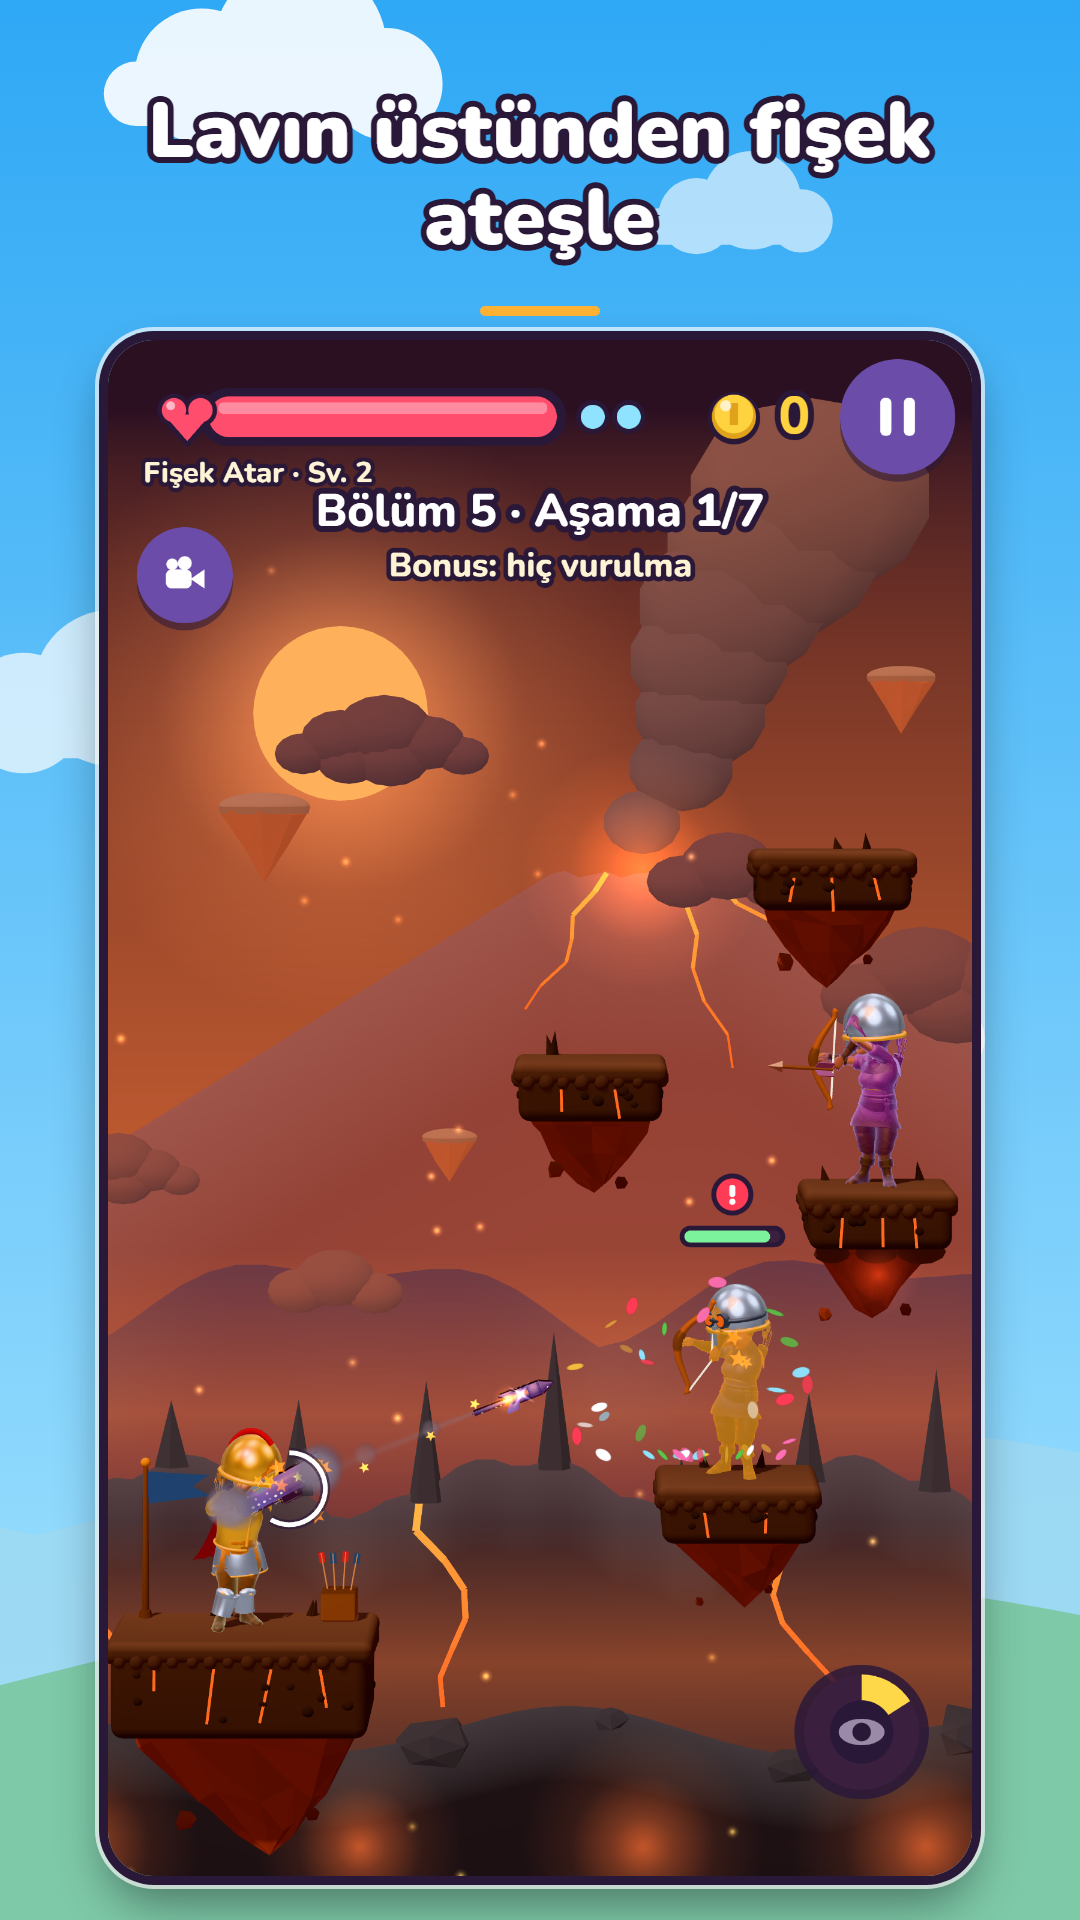 Lavın üstünden fişek
ateşle
0
Fişek Atar · Sv. 2
Bölüm 5 · Aşama 1/7
Bonus: hiç vurulma